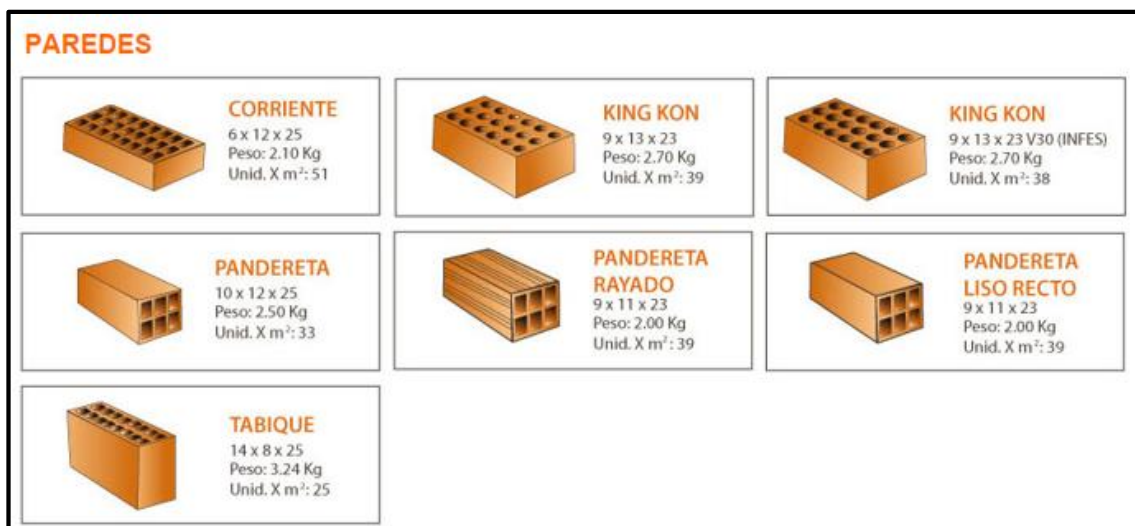 PAREDES
CORRIENTE
6 x 12 x 25
Peso: 2.10 Kg
Unid. X m²: 51
KING KON
9 x 13 x 23
Peso: 2.70 Kg
Unid. X m²: 39
KING KON
9 x 13 x 23 V30 (INFES)
Peso: 2.70 Kg
Unid. X m²: 38
PANDERETA
10 x 12 x 25
Peso: 2.50 Kg
Unid. X m²: 33
PANDERETA
RAYADO
9 x 11 x 23
Peso: 2.00 Kg
Unid. X m²: 39
PANDERETA
LISO RECTO
9 x 11 x 23
Peso: 2.00 Kg
Unid. X m²: 39
TABIQUE
14 x 8 x 25
Peso: 3.24 Kg
Unid. X m²: 25